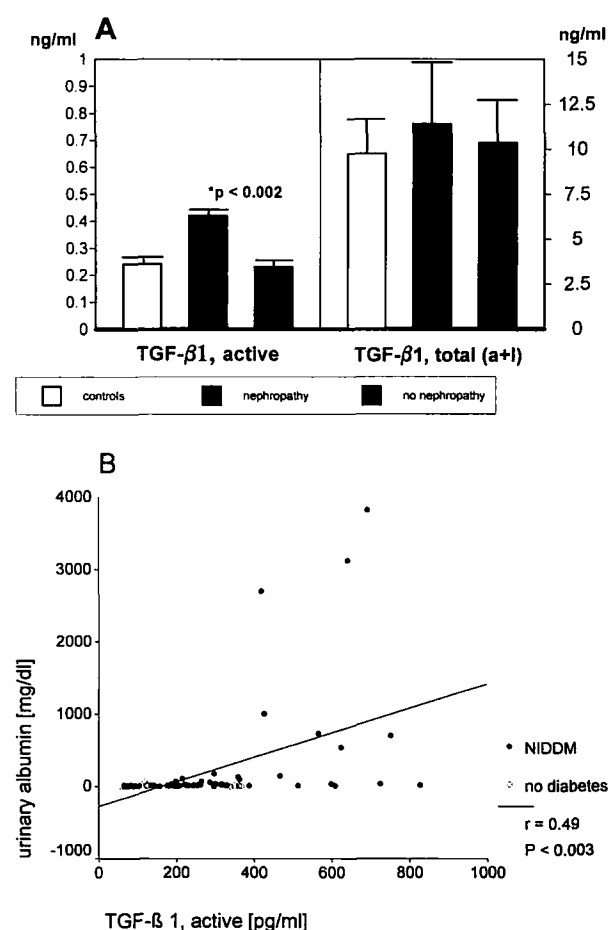 A
ng/ml
ng/ml
1
0.9
0.8
0.7
0.6
0.5
0.4
0.3
0.2
0.1
0
15
12.5
10
7.5
5
2.5
0
*p < 0.002
TGF-β1, active
TGF-β1, total (a+l)
controls
nephropathy
no nephropathy
B
urinary albumin [mg/dl]
4000
3000
2000
1000
0
-1000
0
200
400
600
800
1000
NIDDM
no diabetes
r = 0.49
P < 0.003
TGF-ß 1, active [pg/ml]